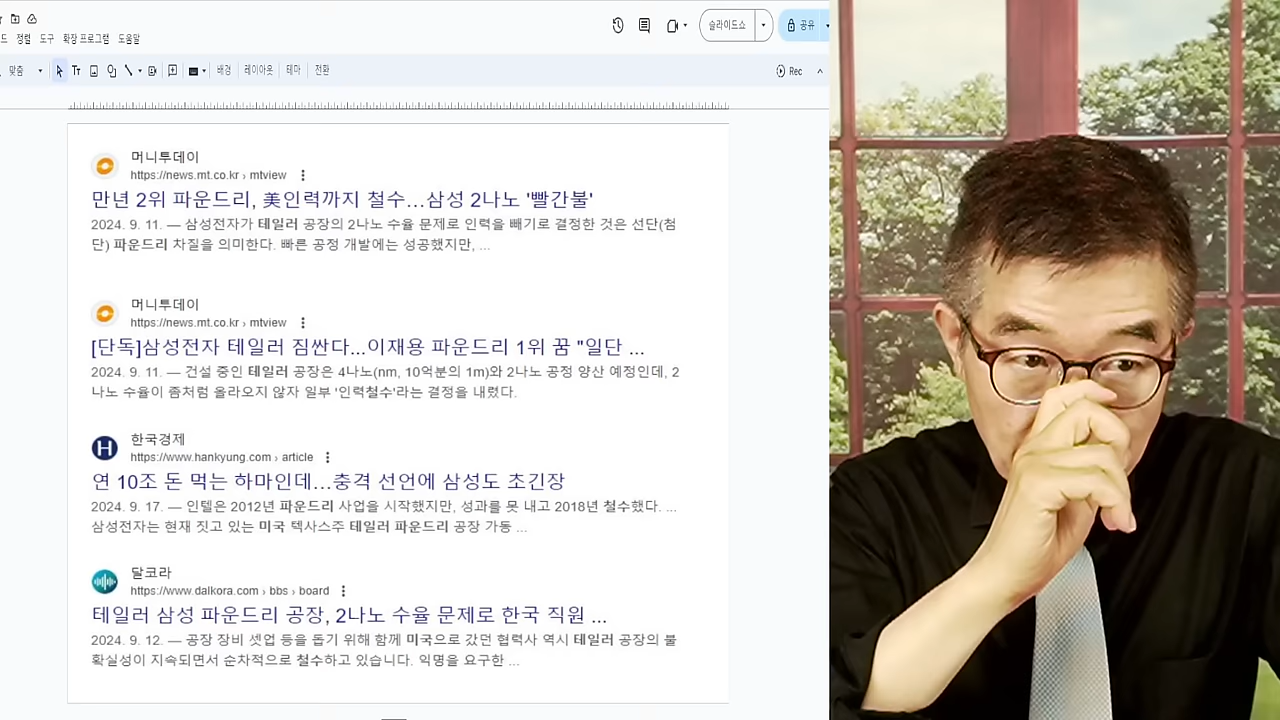 정렬 도구 확장 프로그램 도움말
슬라이드쇼
공유
맞춤
배경 레이아웃 테마 전환
Rec
머니투데이
https://news.mt.co.kr › mtview
만년 2위 파운드리, 美인력까지 철수…삼성 2나노 '빨간불'
2024. 9. 11. — 삼성전자가 테일러 공장의 2나노 수율 문제로 인력을 빼기로 결정한 것은 선단(첨
단) 파운드리 차질을 의미한다. 빠른 공정 개발에는 성공했지만, ...
머니투데이
https://news.mt.co.kr › mtview
[단독]삼성전자 테일러 짐싼다...이재용 파운드리 1위 꿈 "일단 ...
2024. 9. 11. — 건설 중인 테일러 공장은 4나노(nm, 10억분의 1m)와 2나노 공정 양산 예정인데, 2
나노 수율이 좀처럼 올라오지 않자 일부 '인력철수'라는 결정을 내렸다.
한국경제
https://www.hankyung.com › article
연 10조 돈 먹는 하마인데…충격 선언에 삼성도 초긴장
2024. 9. 17. — 인텔은 2012년 파운드리 사업을 시작했지만, 성과를 못 내고 2018년 철수했다. ...
삼성전자는 현재 짓고 있는 미국 텍사스주 테일러 파운드리 공장 가동 ...
달코라
https://www.dalkora.com › bbs › board
테일러 삼성 파운드리 공장, 2나노 수율 문제로 한국 직원 ...
2024. 9. 12. — 공장 장비 셋업 등을 돕기 위해 함께 미국으로 갔던 협력사 역시 테일러 공장의 불
확실성이 지속되면서 순차적으로 철수하고 있습니다. 익명을 요구한 ...